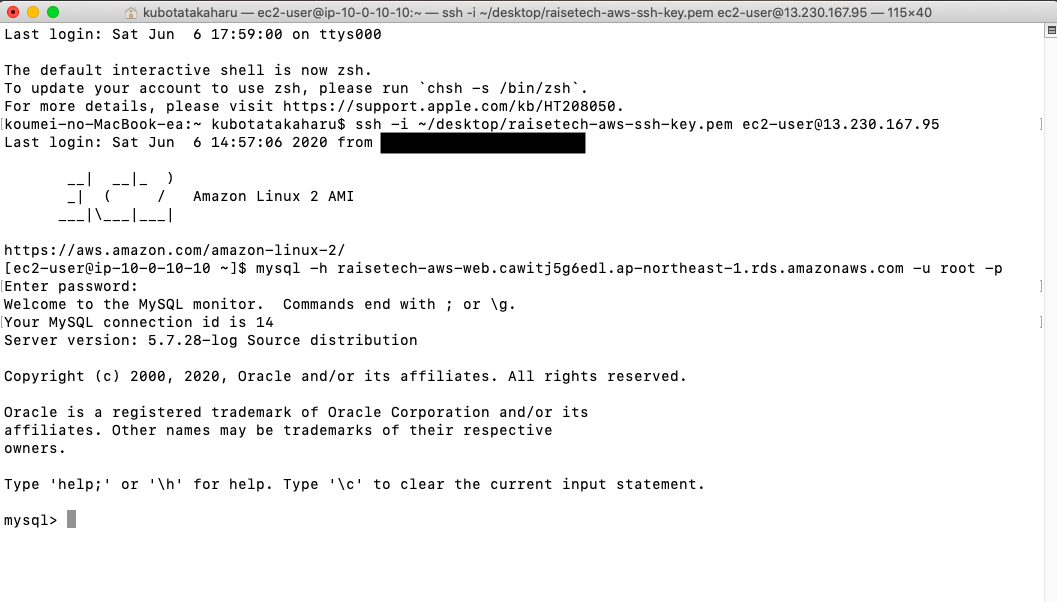 kubotatakaharu — ec2-user@ip-10-0-10-10:~ — ssh -i ~/desktop/raisetech-aws-ssh-key.pem ec2-user@13.230.167.95 — 115×40
Last login: Sat Jun  6 17:59:00 on ttys000

The default interactive shell is now zsh.
To update your account to use zsh, please run `chsh -s /bin/zsh`.
For more details, please visit https://support.apple.com/kb/HT208050.
koumei-no-MacBook-ea:~ kubotatakaharu$ ssh -i ~/desktop/raisetech-aws-ssh-key.pem ec2-user@13.230.167.95
Last login: Sat Jun  6 14:57:06 2020 from

       __|  __|_  )
       _|  (     /   Amazon Linux 2 AMI
      ___|\___|___|

https://aws.amazon.com/amazon-linux-2/
[ec2-user@ip-10-0-10-10 ~]$ mysql -h raisetech-aws-web.cawitj5g6edl.ap-northeast-1.rds.amazonaws.com -u root -p
Enter password:
Welcome to the MySQL monitor.  Commands end with ; or \g.
Your MySQL connection id is 14
Server version: 5.7.28-log Source distribution

Copyright (c) 2000, 2020, Oracle and/or its affiliates. All rights reserved.

Oracle is a registered trademark of Oracle Corporation and/or its
affiliates. Other names may be trademarks of their respective
owners.

Type 'help;' or '\h' for help. Type '\c' to clear the current input statement.

mysql>